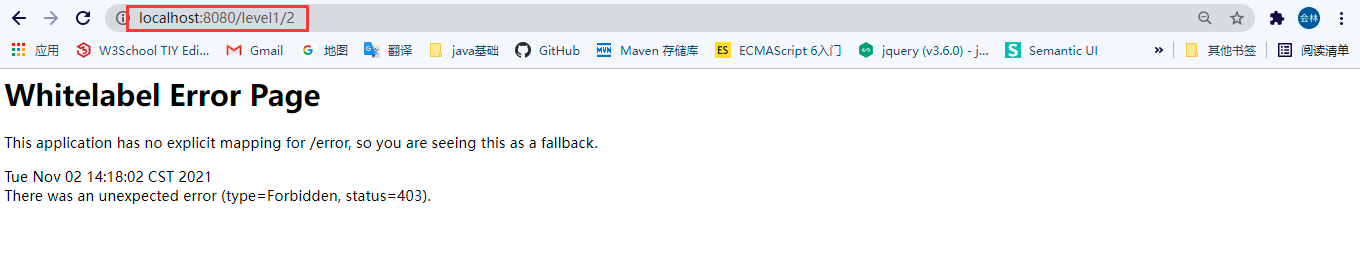 localhost:8080/level1/2
会林
应用 W3School TIY Edi... Gmail 地图 翻译 java基础 GitHub MVN Maven 存储库 ES ECMAScript 6入门 jquery (v3.6.0) - j... S Semantic UI » 其他书签 阅读清单
Whitelabel Error Page
This application has no explicit mapping for /error, so you are seeing this as a fallback.
Tue Nov 02 14:18:02 CST 2021
There was an unexpected error (type=Forbidden, status=403).